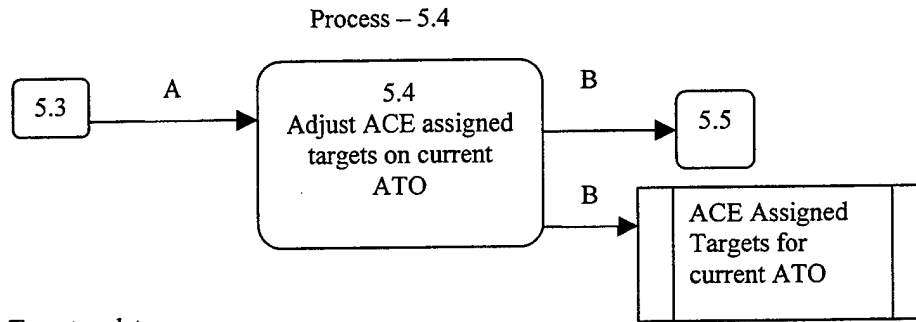 Process – 5.4
A
B
5.3
5.4
Adjust ACE assigned
targets on current
ATO
5.5
B
ACE Assigned
Targets for
current ATO